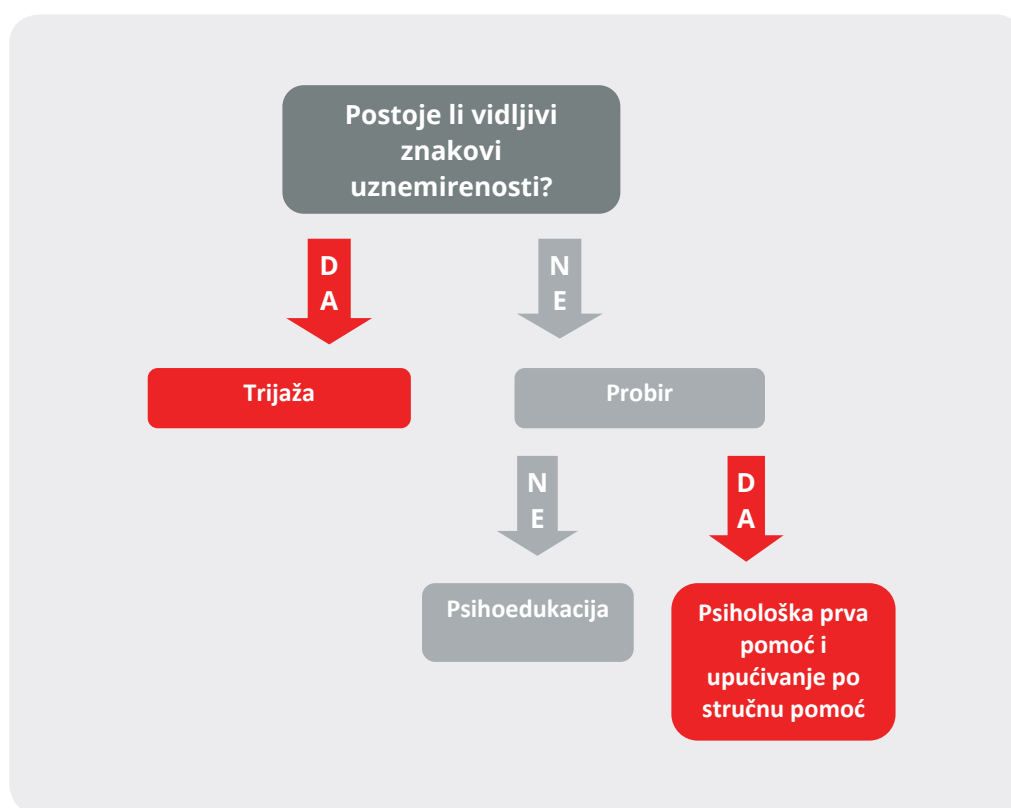 Postoje li vidljivi
znakovi
uznemirenosti?
D
A
N
E
Trijaža
Probir
N
E
D
A
Psihoedukacija
Psihološka prva
pomoć i
upućivanje po
stručnu pomoć